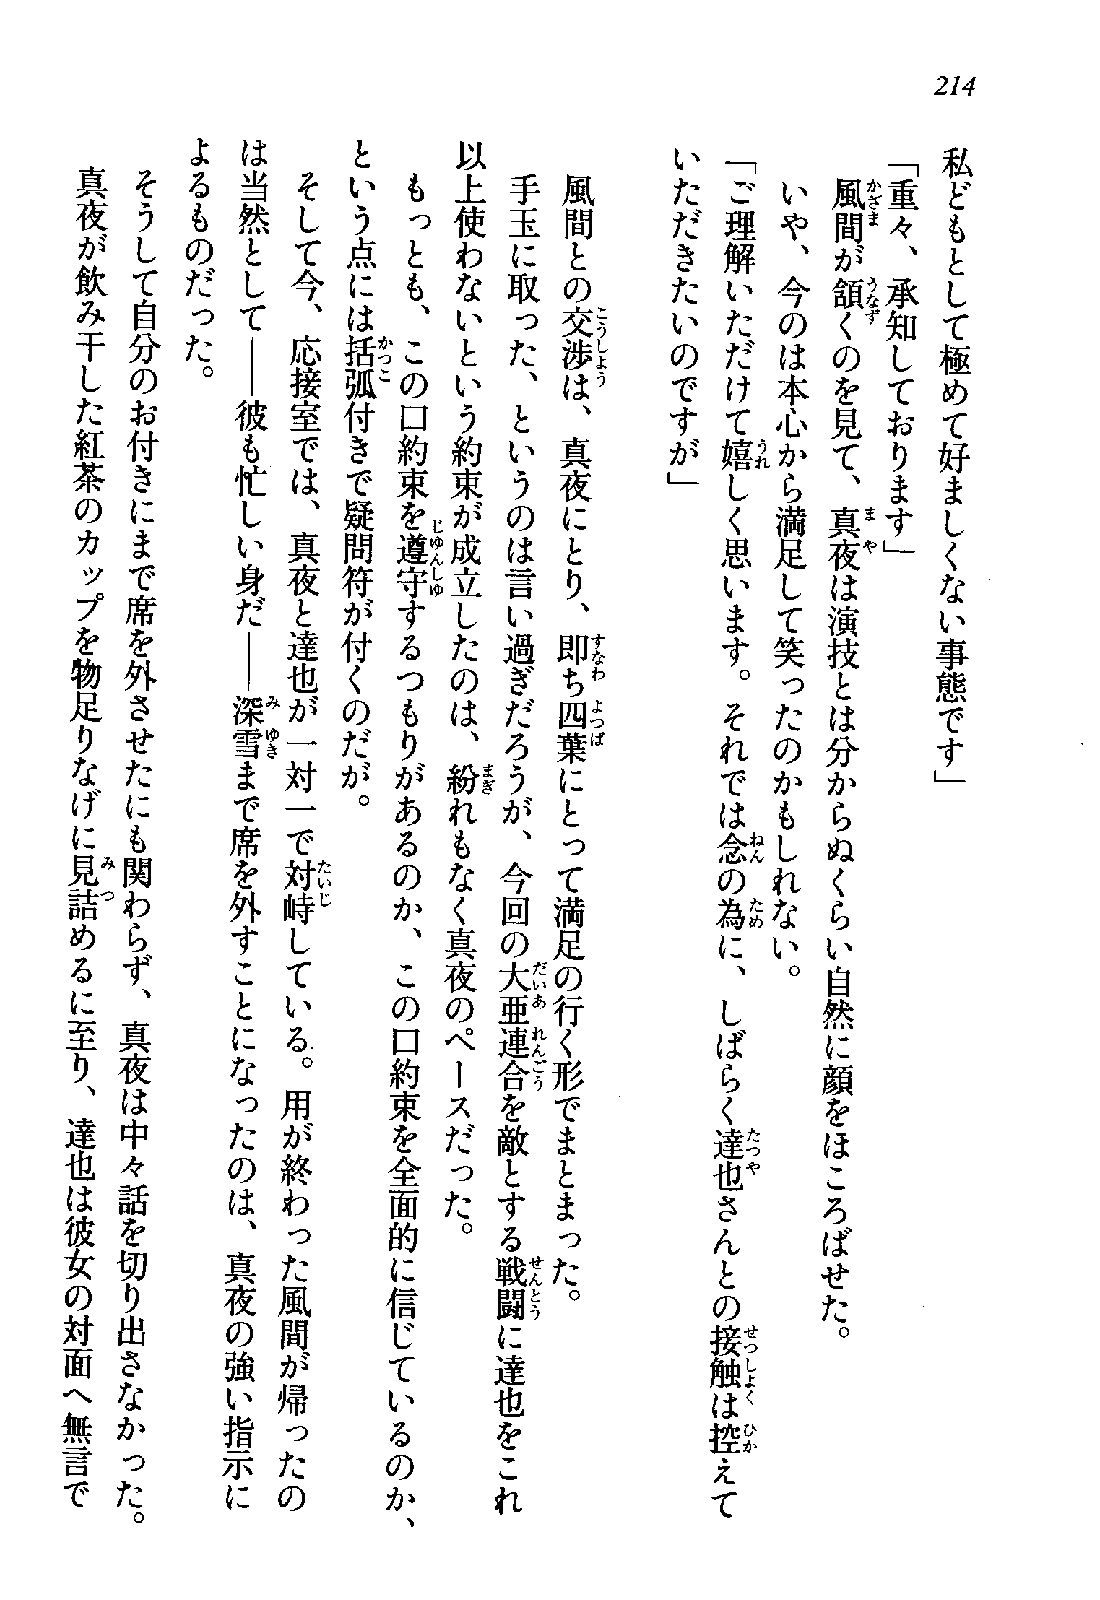 214
私どもとして極めて好ましくない事態です」
「重々、承知しております」
風間が頷くのを見て、真夜は演技とは分からぬくらい自然に顔をほころばせた。
いや、今のは本心から満足して笑ったのかもしれない。
「ご理解いただけて嬉しく思います。それでは念の為に、しばらく達也さんとの接触は控えて
いただきたいのですが」
風間との交渉は、真夜にとり、即ち四葉にとって満足の行く形でまとまった。
手玉に取った、というのは言い過ぎだろうが、今回の大亜連合を敵とする戦闘に達也をこれ
以上使わないという約束が成立したのは、紛れもなく真夜のペースだった。
もっとも、この口約束を遵守するつもりがあるのか、この口約束を全面的に信じているのか、
という点には括弧付きで疑問符が付くのだが。
そして今、応接室では、真夜と達也が一対一で対峙している。用が終わった風間が帰ったの
は当然として――彼も忙しい身だ――深雪まで席を外すことになったのは、真夜の強い指示に
よるものだった。
そうして自分のお付きにまで席を外させたにも関わらず、真夜は中々話を切り出さなかった。
真夜が飲み干した紅茶のカップを物足りなげに見詰めるに至り、達也は彼女の対面へ無言で